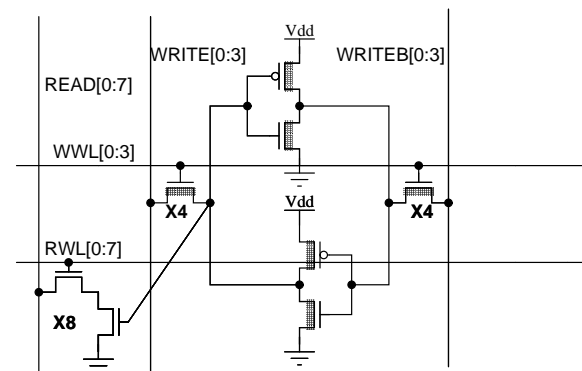 Vdd
WRITE[0:3] WRITEB[0:3]
READ[0:7]
WWL[0:3]
X4 X4
Vdd
RWL[0:7]
X8